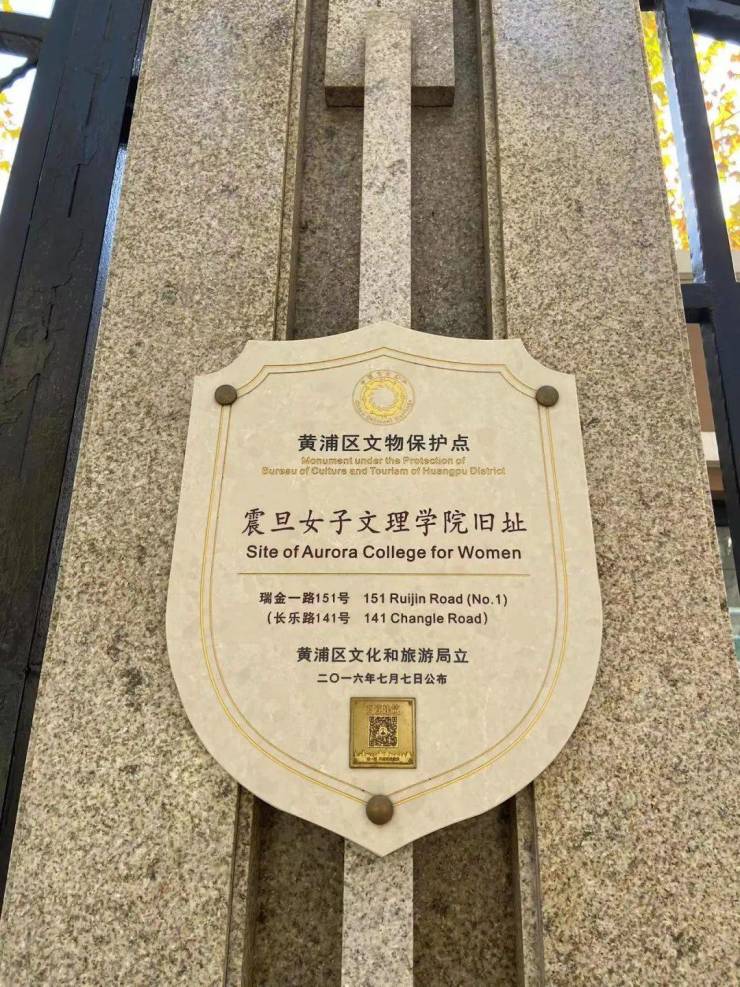 黄浦区文物保护点
Monument under the Protection of
Bureau of Culture and Tourism of Huangpu District
震旦女子文理学院旧址
Site of Aurora College for Women
瑞金一路151号 151 Ruijin Road (No.1)
(长乐路141号 141 Changle Road)
黄浦区文化和旅游局立
二〇一六年七月七日公布